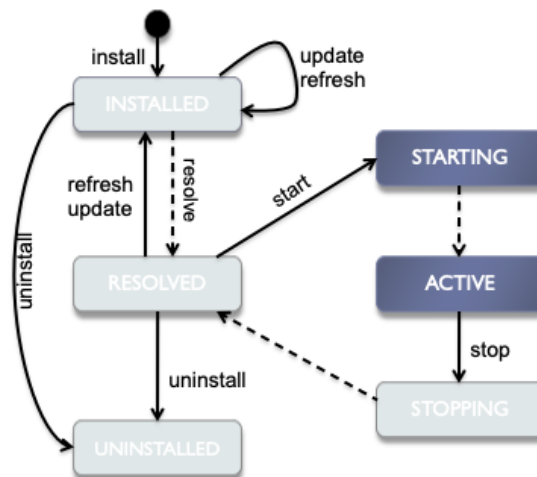 install
update
refresh
INSTALLED
STARTING
refresh
update
resolve
start
uninstall
RESOLVED
ACTIVE
uninstall
stop
STOPPING
UNINSTALLED